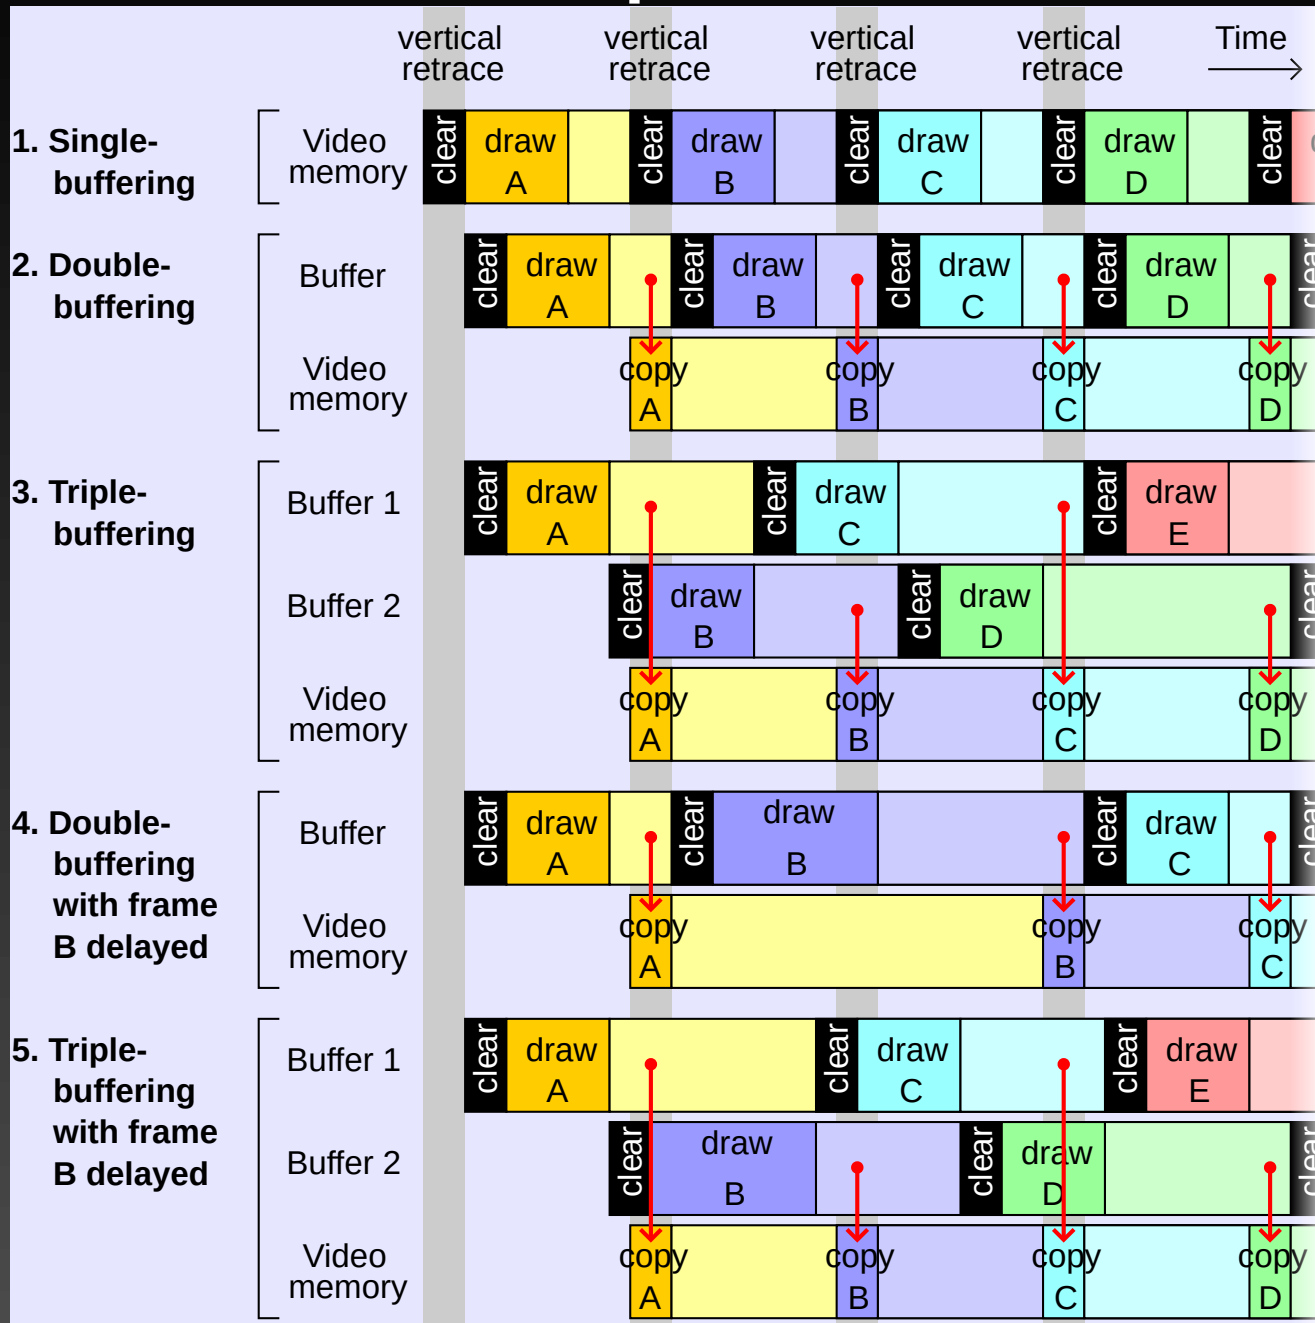 vertical retrace vertical retrace vertical retrace vertical retrace Time
1. Single-buffering
Video memory
clear draw A clear draw B clear draw C clear draw D clear
2. Double-buffering
Buffer
clear draw A clear draw B clear draw C clear draw D clear
Video memory
copy A copy B copy C copy D
3. Triple-buffering
Buffer 1
clear draw A clear draw C clear draw E
Buffer 2
clear draw B clear draw D clear
Video memory
copy A copy B copy C copy D
4. Double-buffering with frame B delayed
Buffer
clear draw A clear draw B clear draw C clear
Video memory
copy A copy B copy C
5. Triple-buffering with frame B delayed
Buffer 1
clear draw A clear draw C clear draw E
Buffer 2
clear draw B clear draw D clear
Video memory
copy A copy B copy C copy D